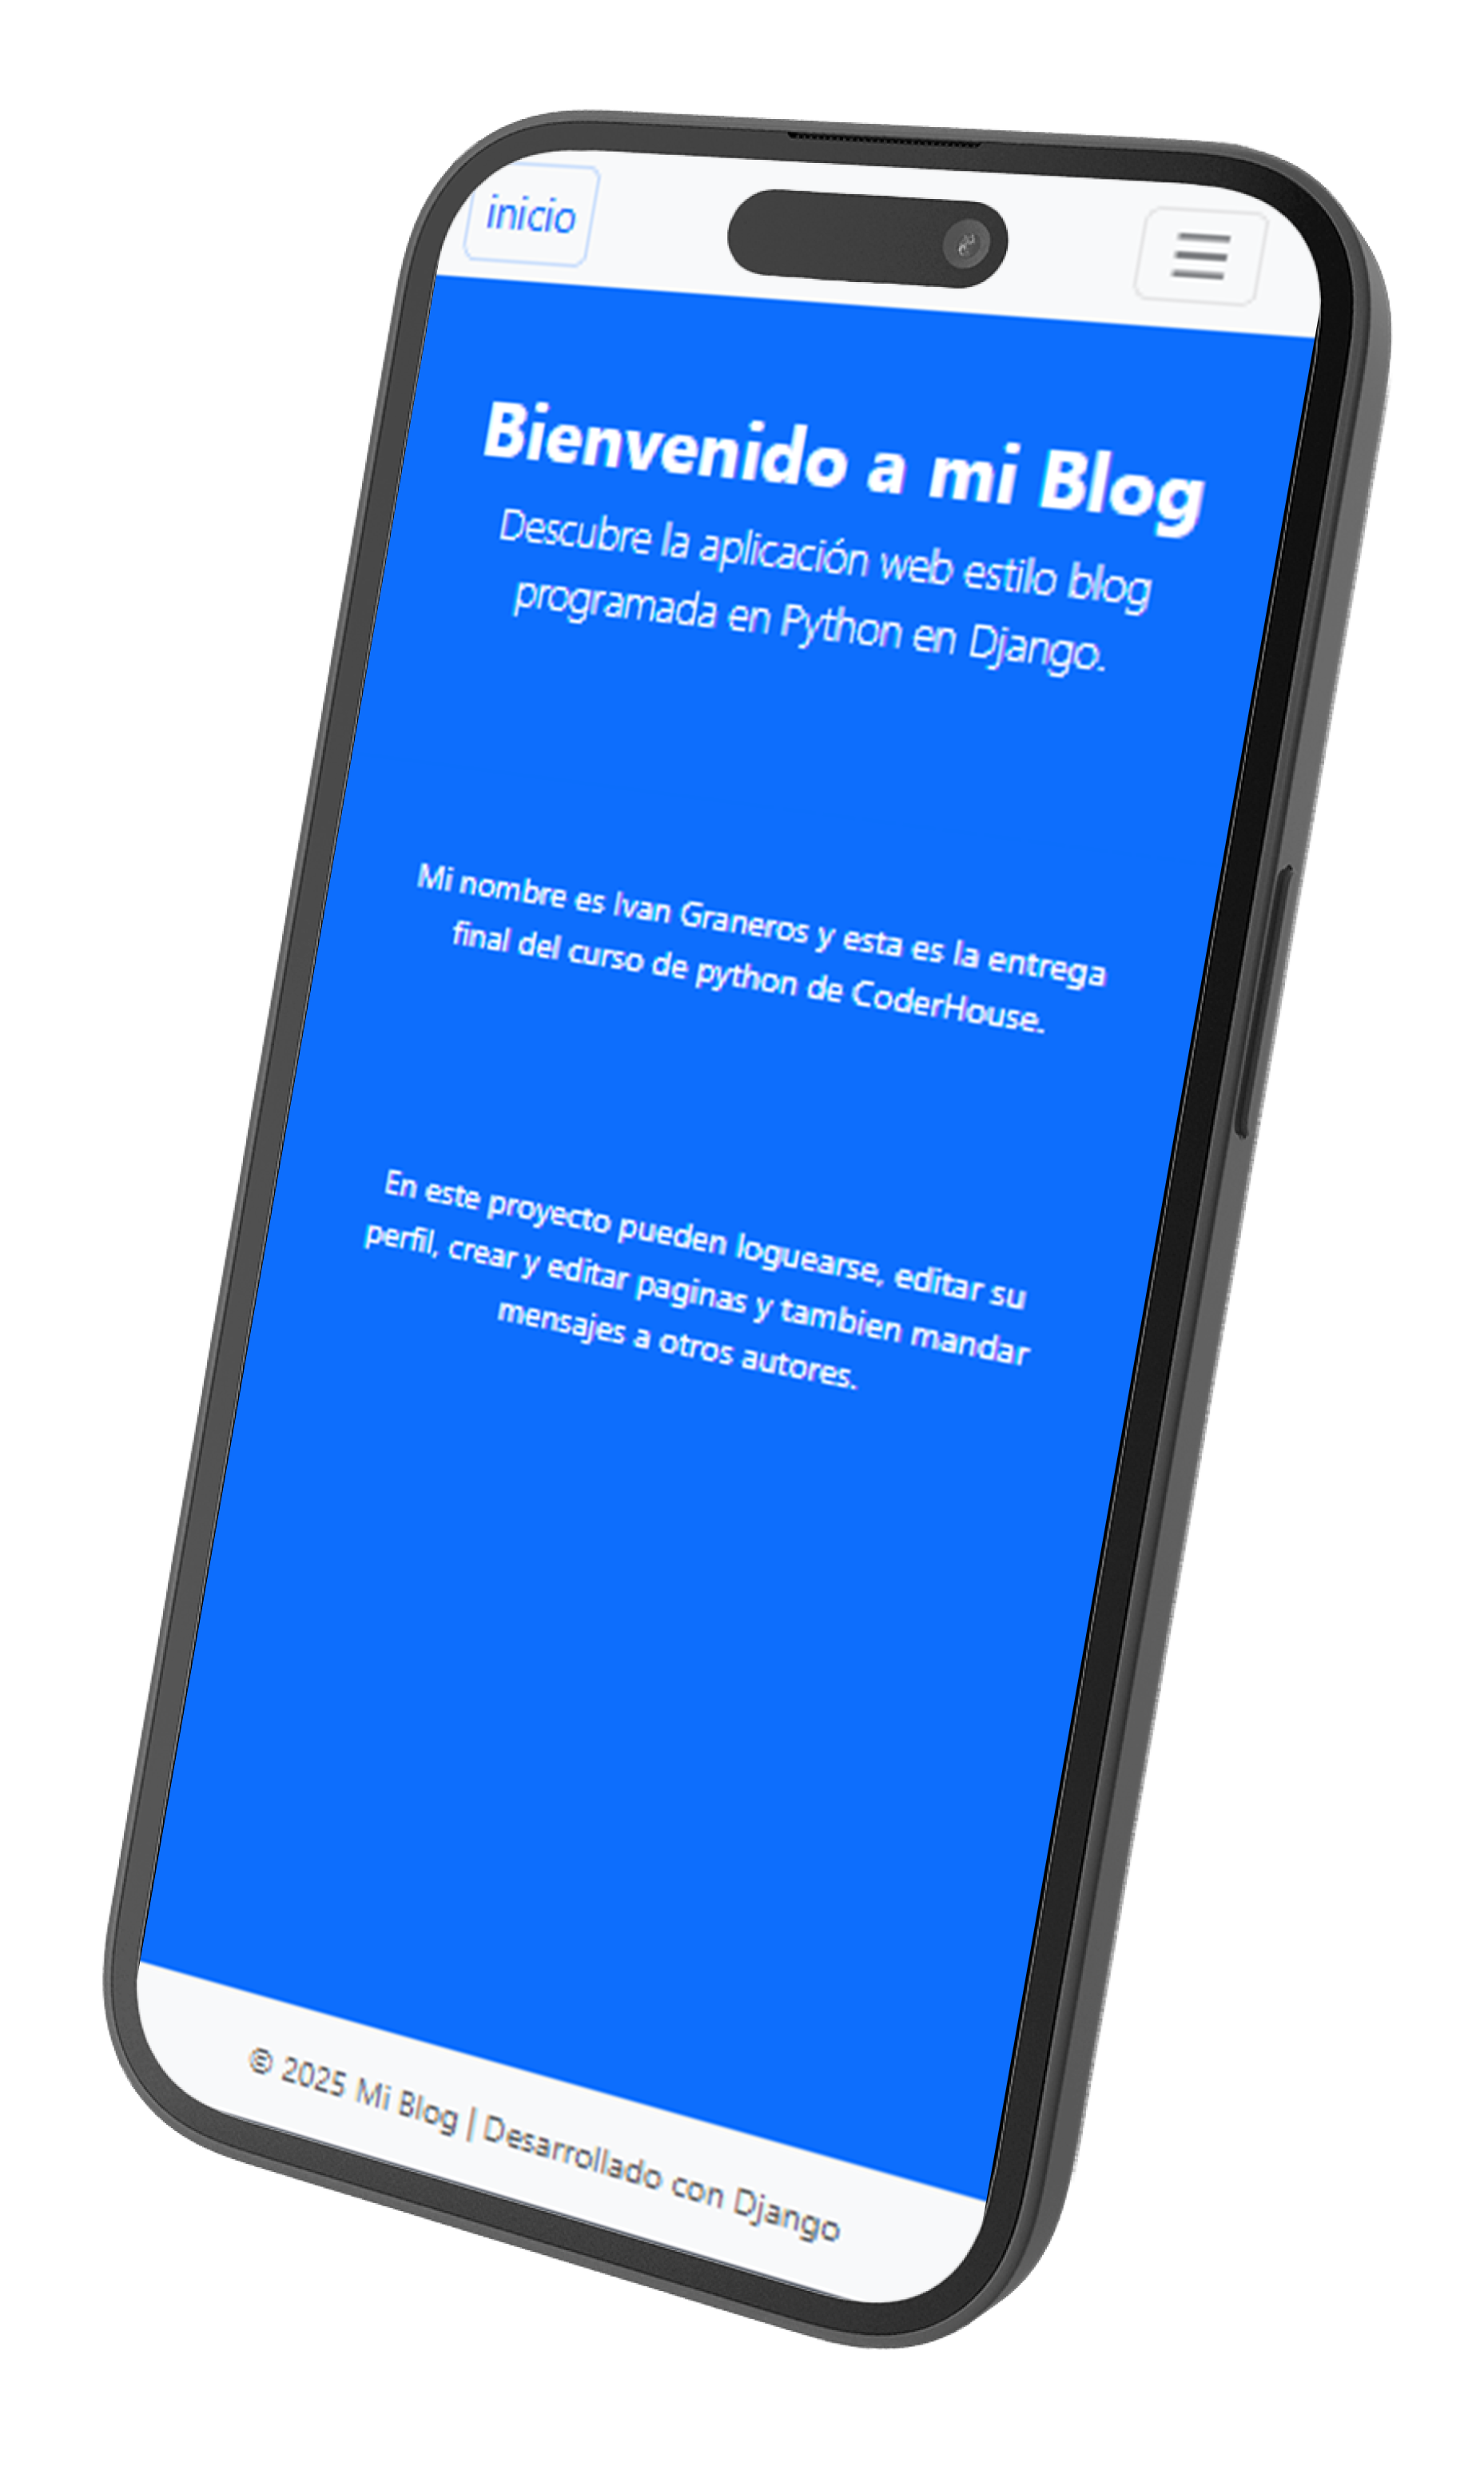 inicio
Bienvenido a mi Blog
Descubre la aplicación web estilo blog
programada en Python en Django.
Mi nombre es Ivan Graneros y esta es la entrega
final del curso de python de CoderHouse.
En este proyecto pueden loguearse, editar su
perfil, crear y editar paginas y tambien mandar
mensajes a otros autores.
© 2025 Mi Blog | Desarrollado con Django